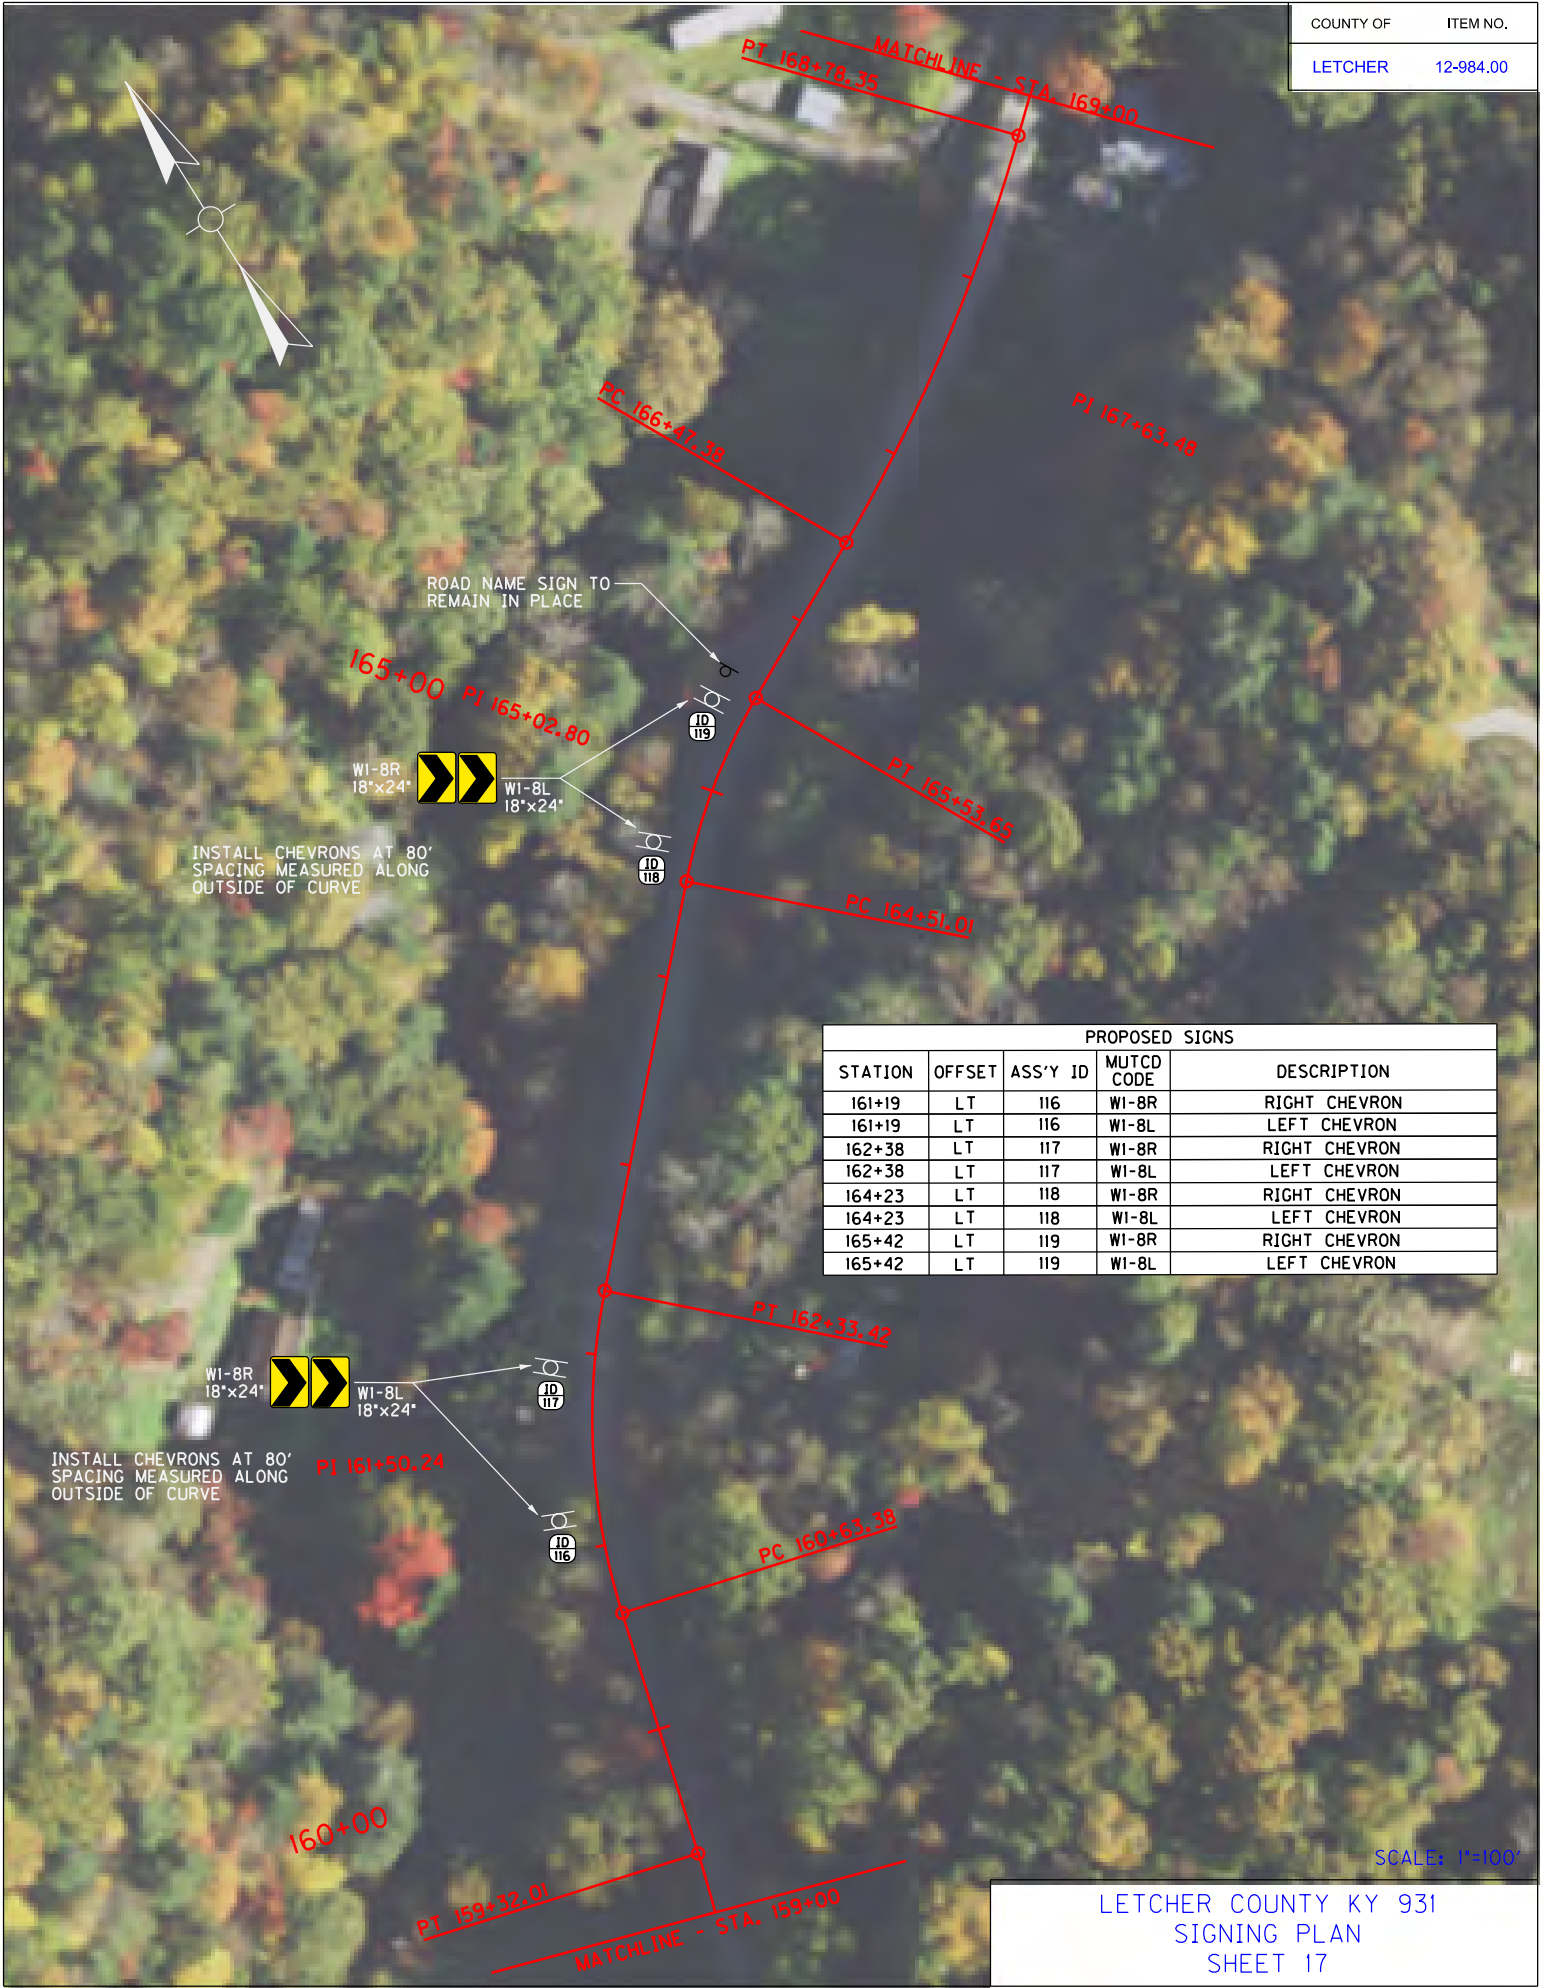 COUNTY OF ITEM NO.
LETCHER 12-984.00
MATCHLINE - STA. 169+00
PT 168+78.35
PI 167+63.48
PC 166+47.38
ROAD NAME SIGN TO
REMAIN IN PLACE
165+00
PI 165+02.80
ID
119
W1-8R
18"x24"
W1-8L
18"x24"
PT 165+53.65
INSTALL CHEVRONS AT 80'
SPACING MEASURED ALONG
OUTSIDE OF CURVE
ID
118
PC 164+51.01
PROPOSED SIGNS
STATION OFFSET ASS'Y ID MUTCD CODE DESCRIPTION
161+19 LT 116 W1-8R RIGHT CHEVRON
161+19 LT 116 W1-8L LEFT CHEVRON
162+38 LT 117 W1-8R RIGHT CHEVRON
162+38 LT 117 W1-8L LEFT CHEVRON
164+23 LT 118 W1-8R RIGHT CHEVRON
164+23 LT 118 W1-8L LEFT CHEVRON
165+42 LT 119 W1-8R RIGHT CHEVRON
165+42 LT 119 W1-8L LEFT CHEVRON
PT 162+33.42
W1-8R
18"x24"
W1-8L
18"x24"
ID
117
INSTALL CHEVRONS AT 80'
SPACING MEASURED ALONG
OUTSIDE OF CURVE
PI 161+50.24
ID
116
PC 160+63.38
160+00
PT 159+32.01
MATCHLINE - STA. 159+00
SCALE: 1"=100'
LETCHER COUNTY KY 931
SIGNING PLAN
SHEET 17